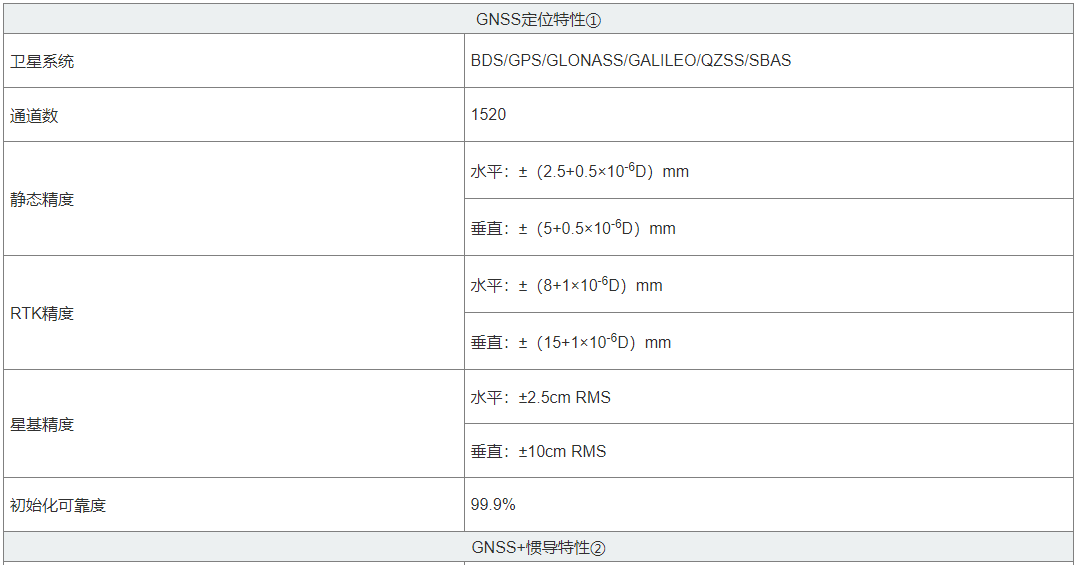 GNSS定位特性①
卫星系统
BDS/GPS/GLONASS/GALILEO/QZSS/SBAS
通道数
1520
静态精度
水平：±（2.5+0.5×10⁻⁶D）mm
垂直：±（5+0.5×10⁻⁶D）mm
RTK精度
水平：±（8+1×10⁻⁶D）mm
垂直：±（15+1×10⁻⁶D）mm
星基精度
水平：±2.5cm RMS
垂直：±10cm RMS
初始化可靠度
99.9%
GNSS+惯导特性②